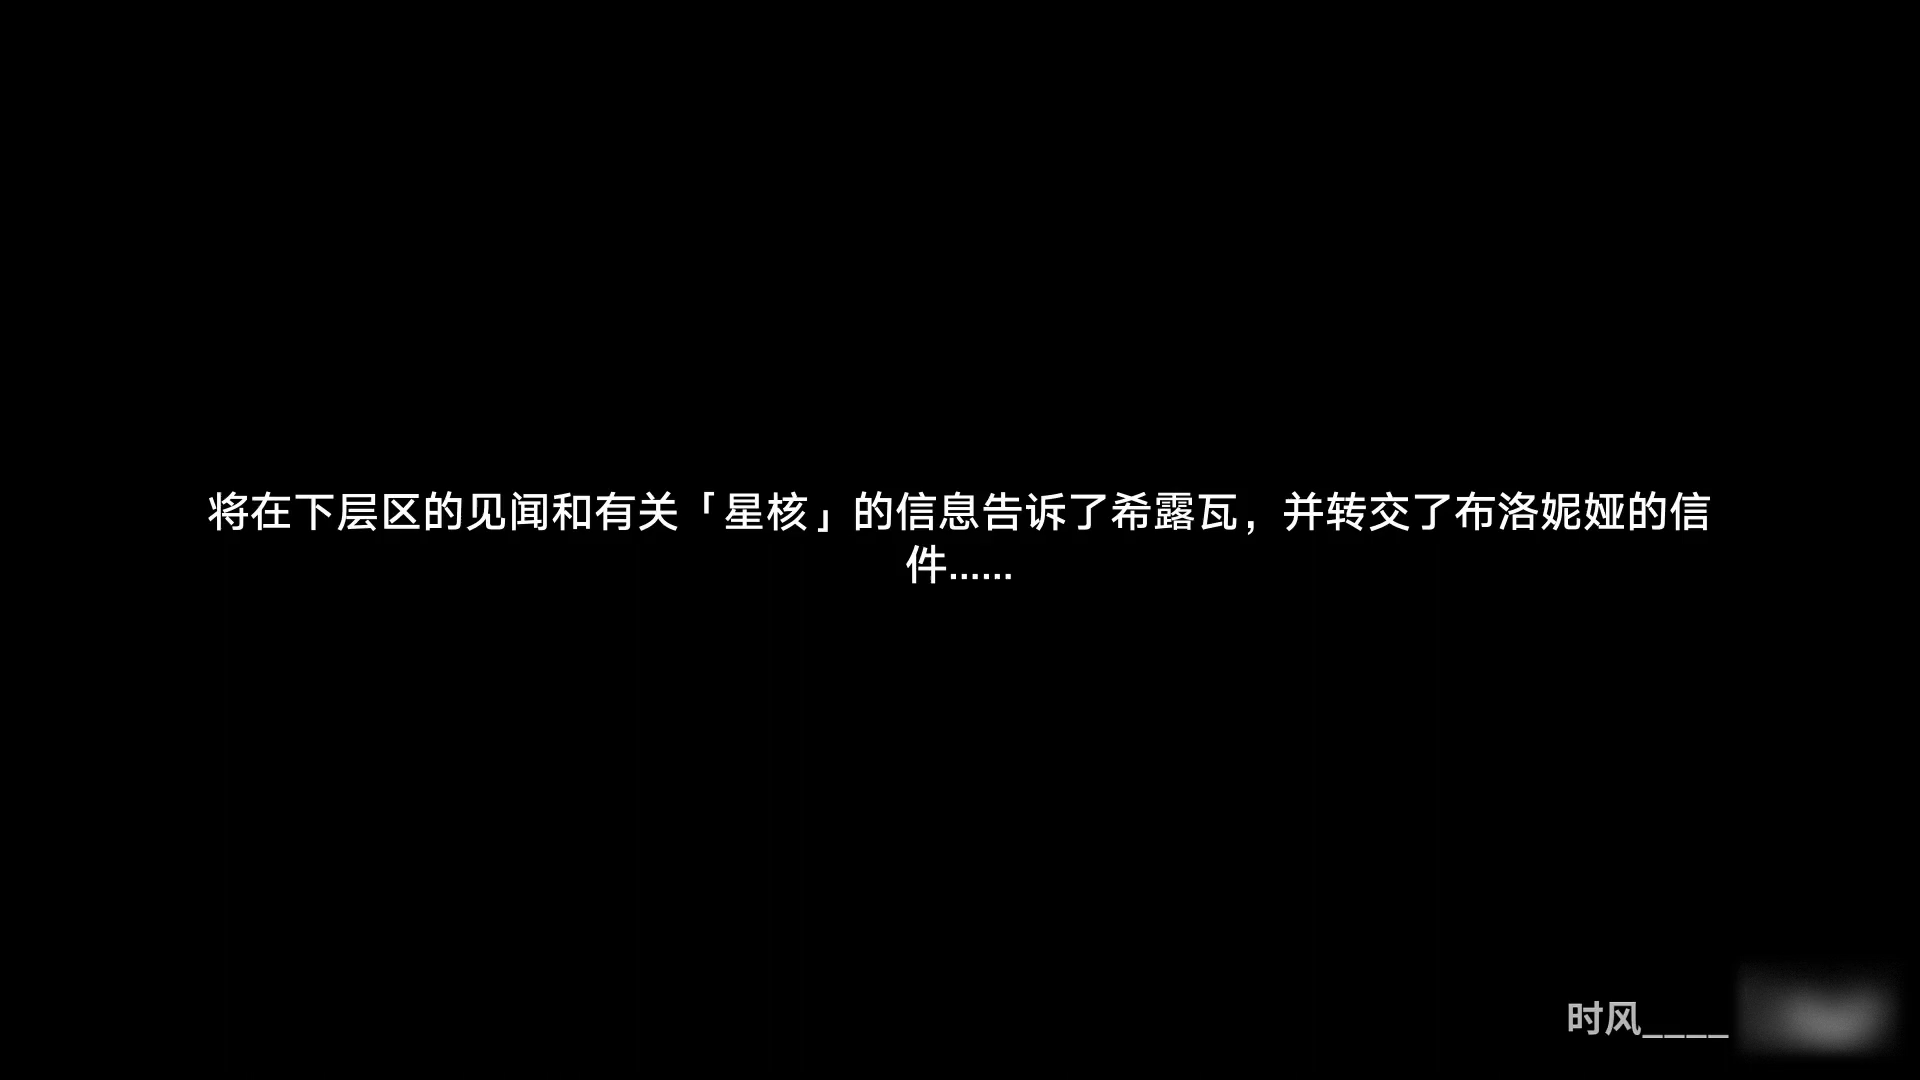 将在下层区的见闻和有关「星核」的信息告诉了希露瓦，并转交了布洛妮娅的信
件……
时风____